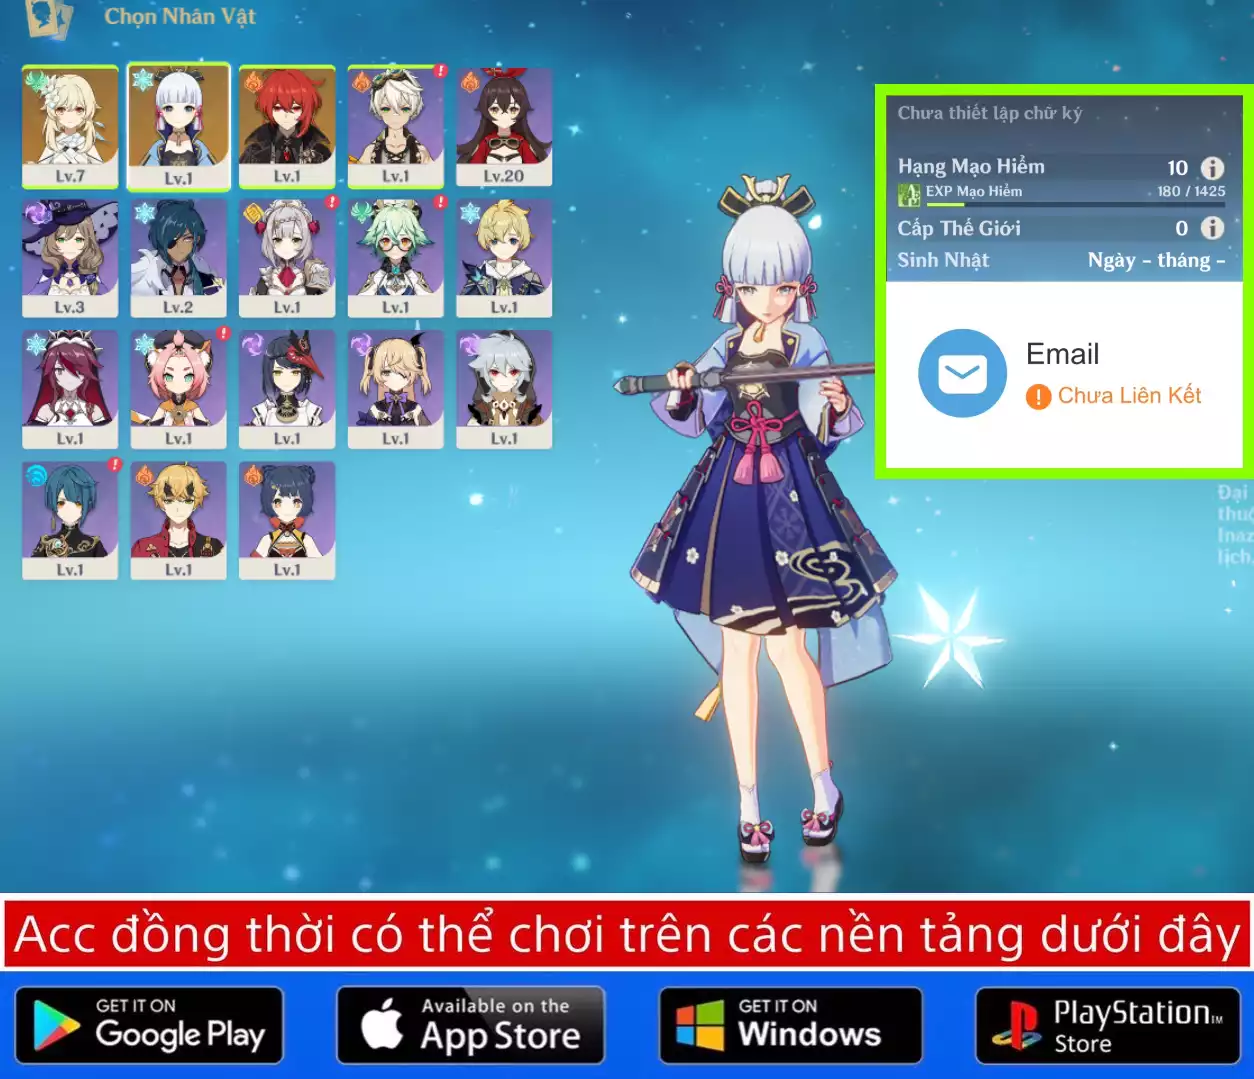 Chọn Nhân Vật
Lv.7
Lv.1
Lv.1
Lv.1
Lv.20
Lv.3
Lv.2
Lv.1
Lv.1
Lv.1
Lv.1
Lv.1
Lv.1
Lv.1
Lv.1
Lv.1
Lv.1
Lv.1
Chưa thiết lập chữ ký
Hạng Mạo Hiểm 10
EXP Mạo Hiểm 180 / 1425
Cấp Thế Giới 0
Sinh Nhật Ngày - tháng -
Email
Chưa Liên Kết
Đại
Inaz
lịch.
Acc đồng thời có thể chơi trên các nền tảng dưới đây
GET IT ON
Google Play
Available on the
App Store
GET IT ON
Windows
PlayStation™
Store